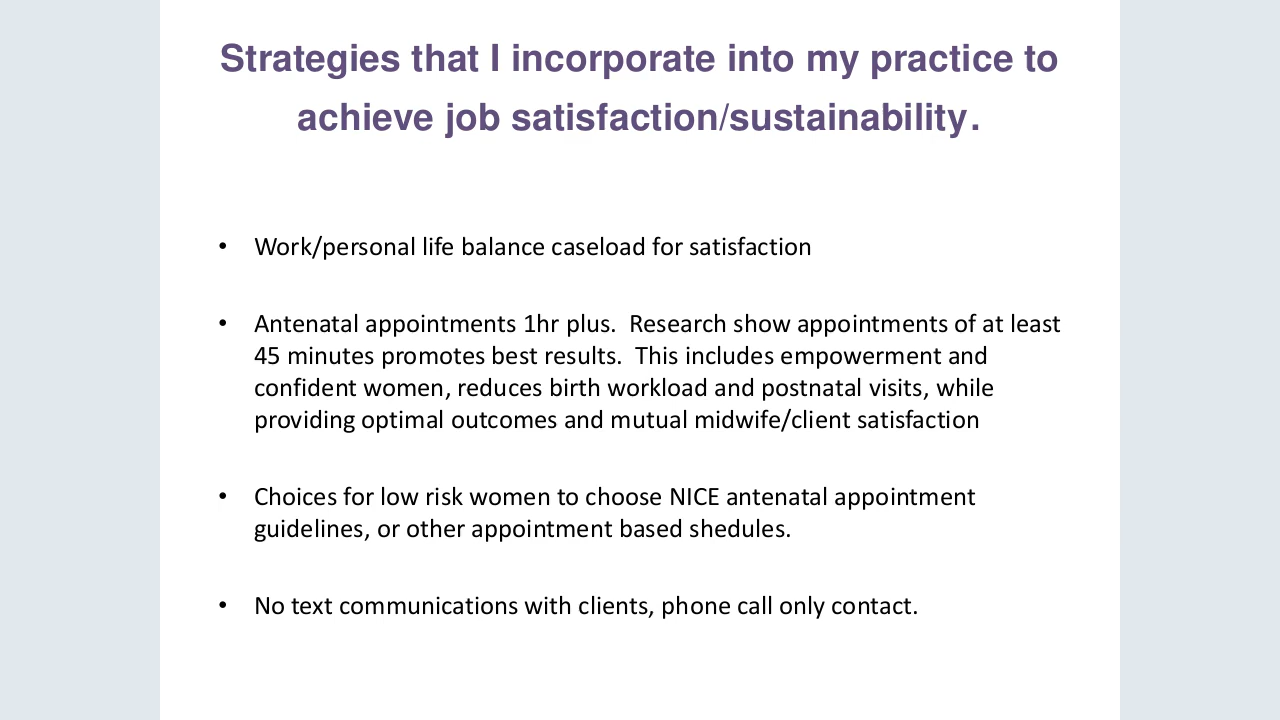 Strategies that I incorporate into my practice to
achieve job satisfaction/sustainability.
• Work/personal life balance caseload for satisfaction
• Antenatal appointments 1hr plus.  Research show appointments of at least
45 minutes promotes best results.  This includes empowerment and
confident women, reduces birth workload and postnatal visits, while
providing optimal outcomes and mutual midwife/client satisfaction
• Choices for low risk women to choose NICE antenatal appointment
guidelines, or other appointment based shedules.
• No text communications with clients, phone call only contact.